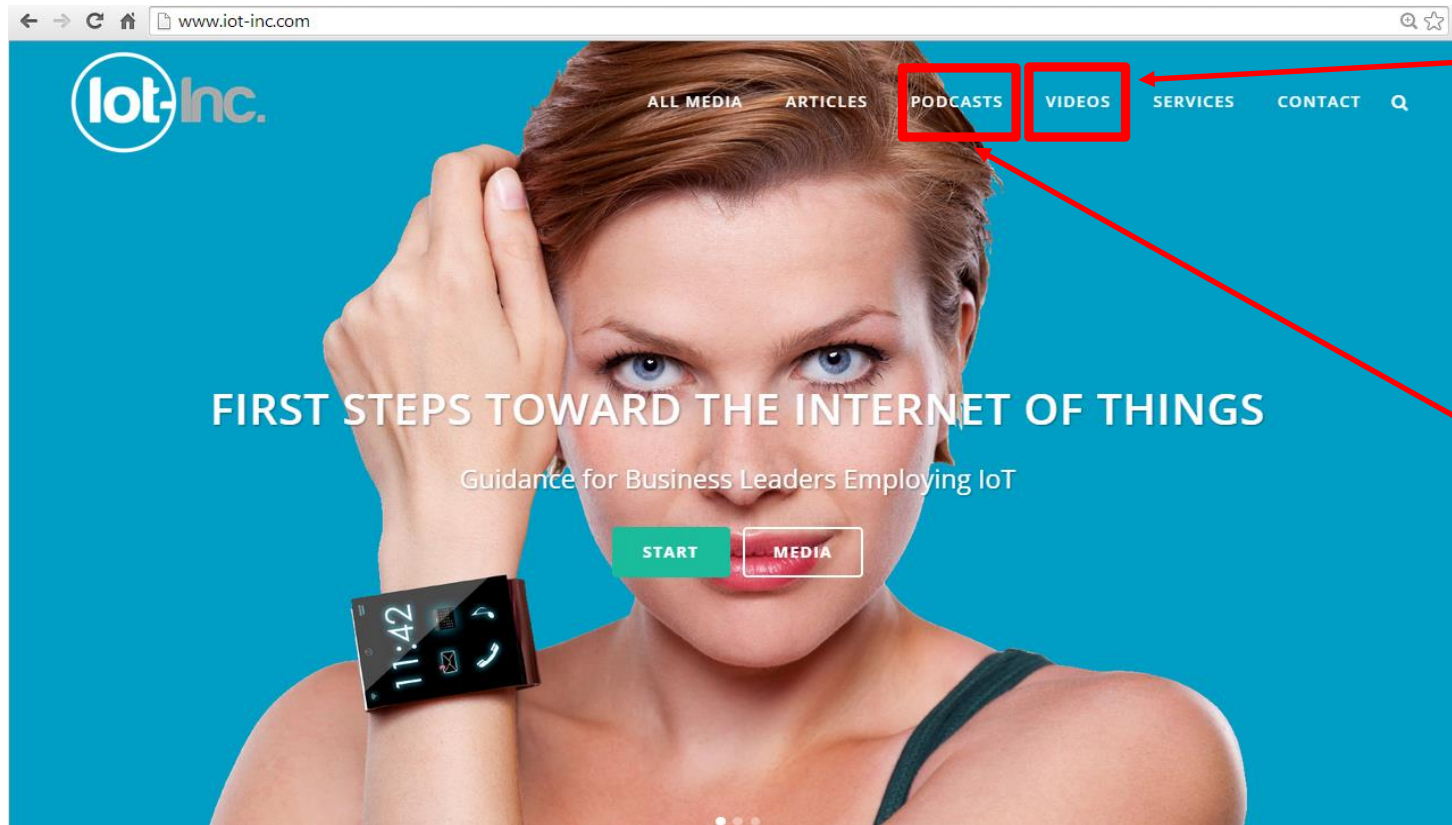 www.iot-inc.com
Iot-Inc.
ALL MEDIA ARTICLES PODCASTS VIDEOS SERVICES CONTACT
FIRST STEPS TOWARD THE INTERNET OF THINGS
Guidance for Business Leaders Employing IoT
START MEDIA
11:42